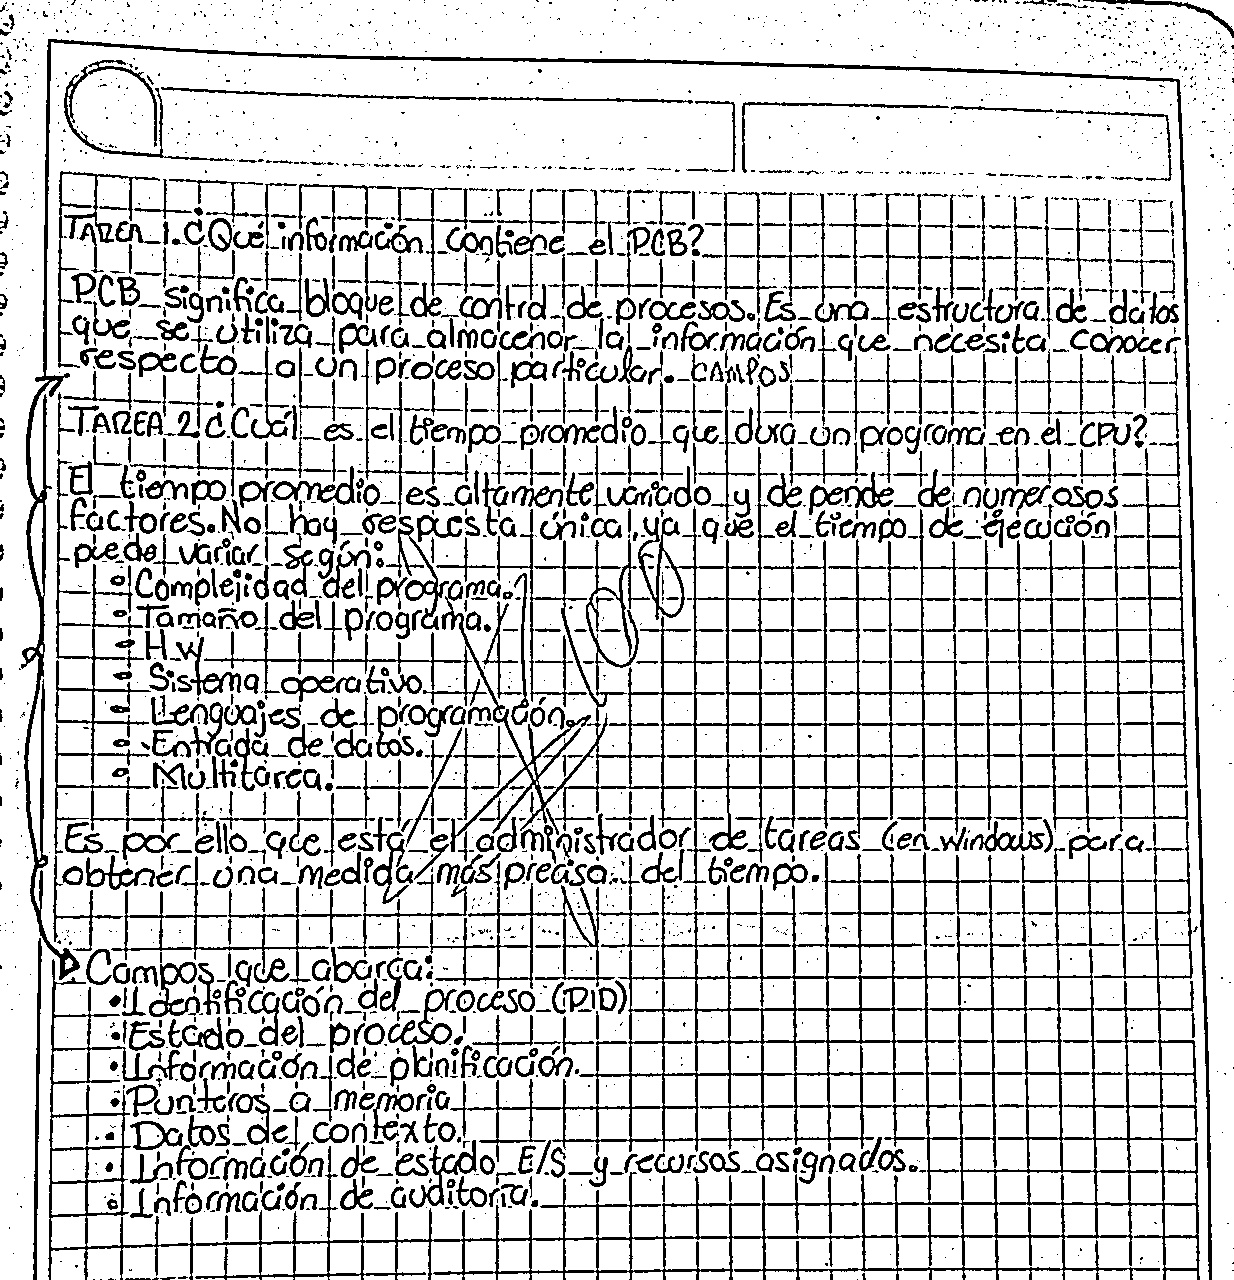 TAREA 1. ¿Qué información contiene el PCB?
PCB significa bloque de control de procesos. Es una estructura de datos
que se utiliza para almacenar la información que necesita conocer
respecto a un proceso particular. CAMPOS
TAREA 2. ¿Cuál es el tiempo promedio que dura un programa en el CPU?
El tiempo promedio es altamente variado y depende de numerosos
factores. No hay respuesta única, ya que el tiempo de ejecución
puede variar según:
• Complejidad del programa.
• Tamaño del programa.
• HW
• Sistema operativo.
• Lenguajes de programación.
• Entrada de datos.
• Multitarea.
Es por ello que está el administrador de tareas (en windows) para
obtener una medida más precisa del tiempo.
Campos que abarca:
• Identificación del proceso (PID)
• Estado del proceso.
• Información de planificación.
• Punteros a memoria
• Datos del contexto.
• Información de estado E/S y recursos asignados.
• Información de auditoría.